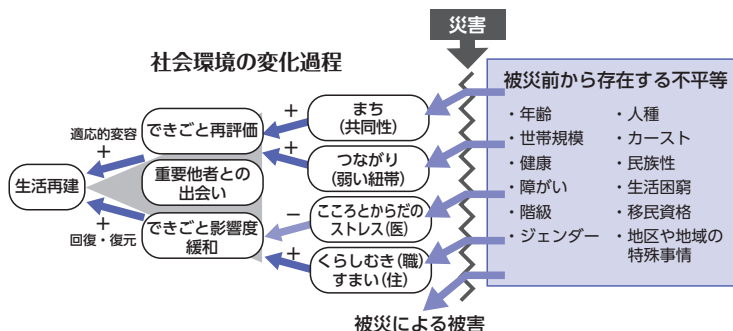 災害
社会環境の変化過程
被災前から存在する不平等
・年齢
・世帯規模
・健康
・障がい
・階級
・ジェンダー
・人種
・カースト
・民族性
・生活困窮
・移民資格
・地区や地域の
特殊事情
まち
(共同性)
つながり
(弱い紐帯)
こころとからだの
ストレス(医)
くらしむき(職)
すまい(住)
+
+
−
+
できごと再評価
重要他者との
出会い
できごと影響度
緩和
適応的変容
+
生活再建
+
回復・復元
被災による被害